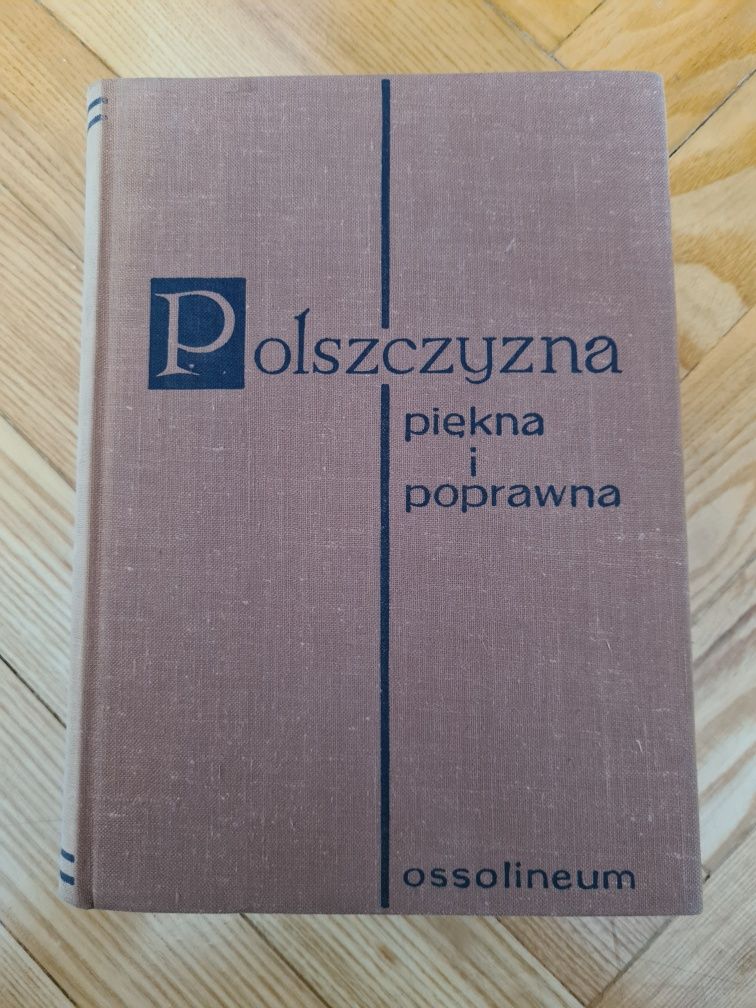 Polszczyzna
piękna
i
poprawna
ossolineum